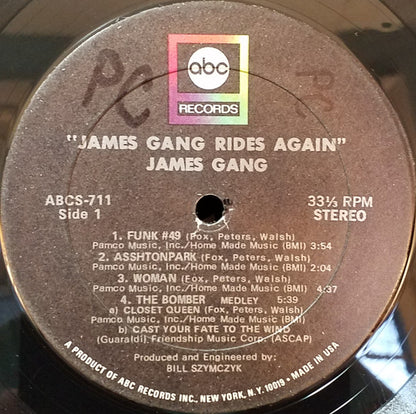 PC
abc
RECORDS
"JAMES GANG RIDES AGAIN"
JAMES GANG
ABCS-711
Side 1
33⅓ RPM
STEREO
1. FUNK #49 (Fox, Peters, Walsh)
Pamco Music, Inc./Home Made Music (BMI) 3:54
2. ASSHTONPARK (Fox, Peters, Walsh)
Pamco Music, Inc./Home Made Music (BMI) 2:04
3. WOMAN (Fox, Peters, Walsh)
Pamco Music, Inc./Home Made Music (BMI) 4:37
4. THE BOMBER MEDLEY 5:39
a) CLOSET QUEEN (Fox, Peters, Walsh)
Pamco Music, Inc./Home Made Music (BMI)
b) CAST YOUR FATE TO THE WIND
(Guaraldi) Friendship Music Corp. (ASCAP)
Produced and Engineered by:
BILL SZYMCZYK
A PRODUCT OF ABC RECORDS INC., NEW YORK, N.Y. 10019 • MADE IN USA